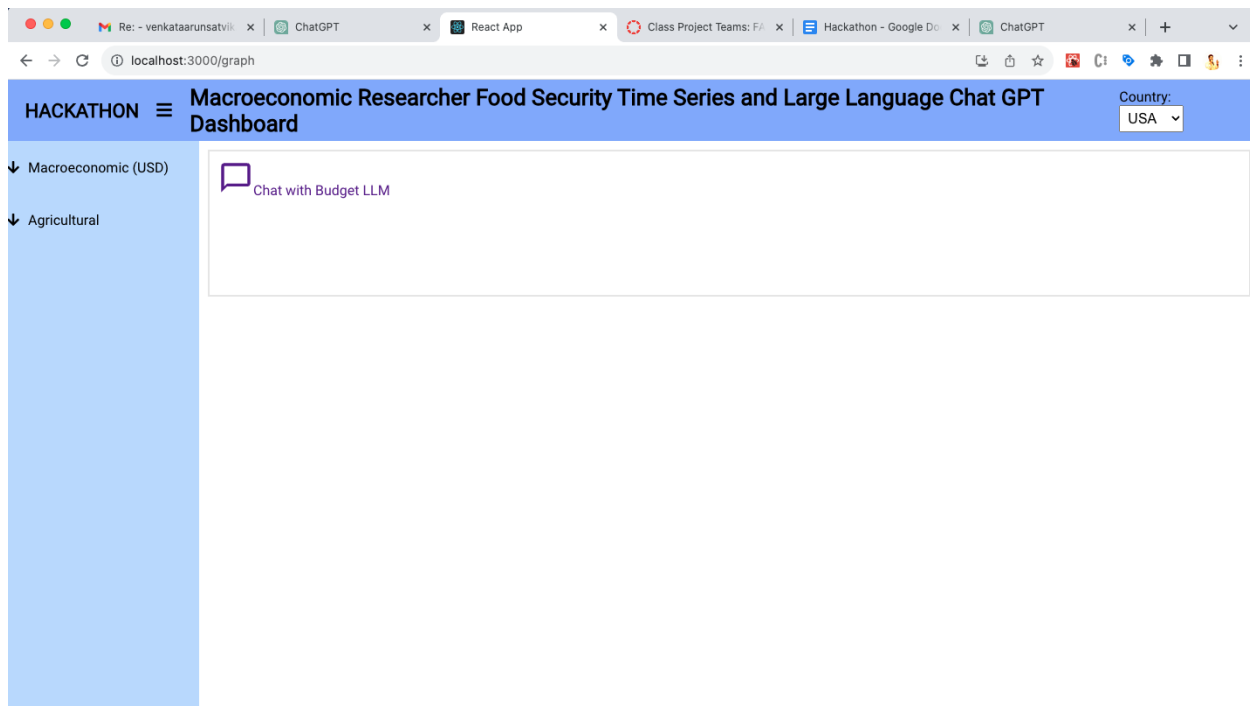 Re: - venkataarunsatvik
ChatGPT
React App
Class Project Teams: FA
Hackathon - Google Do
ChatGPT
localhost:3000/graph
HACKATHON
Macroeconomic Researcher Food Security Time Series and Large Language Chat GPT
Dashboard
Country:
USA
Macroeconomic (USD)
Agricultural
Chat with Budget LLM